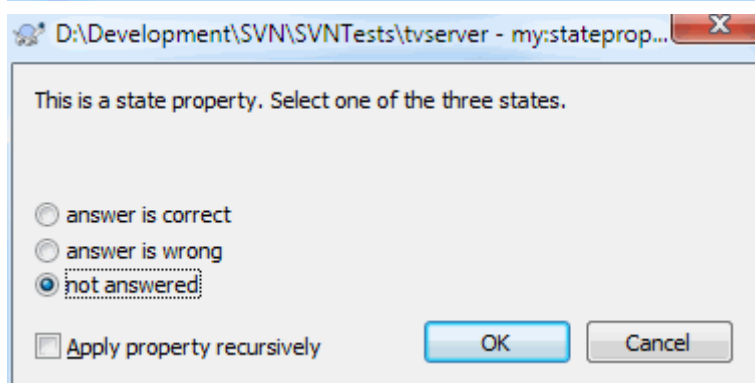 D:\Development\SVN\SVNTests\tvserver - my:stateprop...
This is a state property. Select one of the three states.
answer is correct
answer is wrong
not answered
Apply property recursively
OK
Cancel